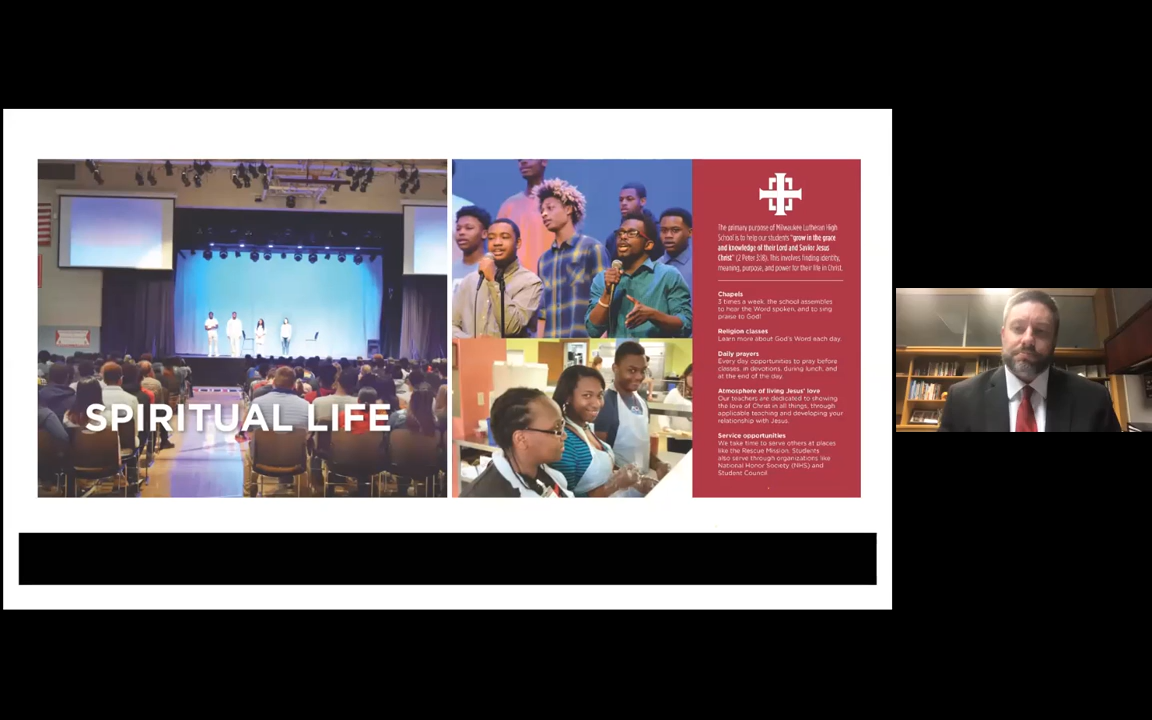 SPIRITUAL LIFE
The primary purpose of Milwaukee Lutheran High
School is to help our students "grow in the grace
and knowledge of their Lord and Savior Jesus
Christ" (2 Peter 3:18). This involves finding identity,
meaning, purpose, and power for their life in Christ.
Chapels
3 times a week, the school assembles
to hear the Word spoken, and to sing
praise to God!
Religion classes
Learn more about God's Word each day.
Daily prayers
Every day opportunities to pray before
classes, in devotions, during lunch, and
at the end of the day.
Atmosphere of living Jesus' love
Our teachers are dedicated to showing
the love of Christ in all things, through
applicable teaching and developing your
relationship with Jesus.
Service opportunities
We take time to serve others at places
like the Rescue Mission. Students
also serve through organizations like
National Honor Society (NHS) and
Student Council